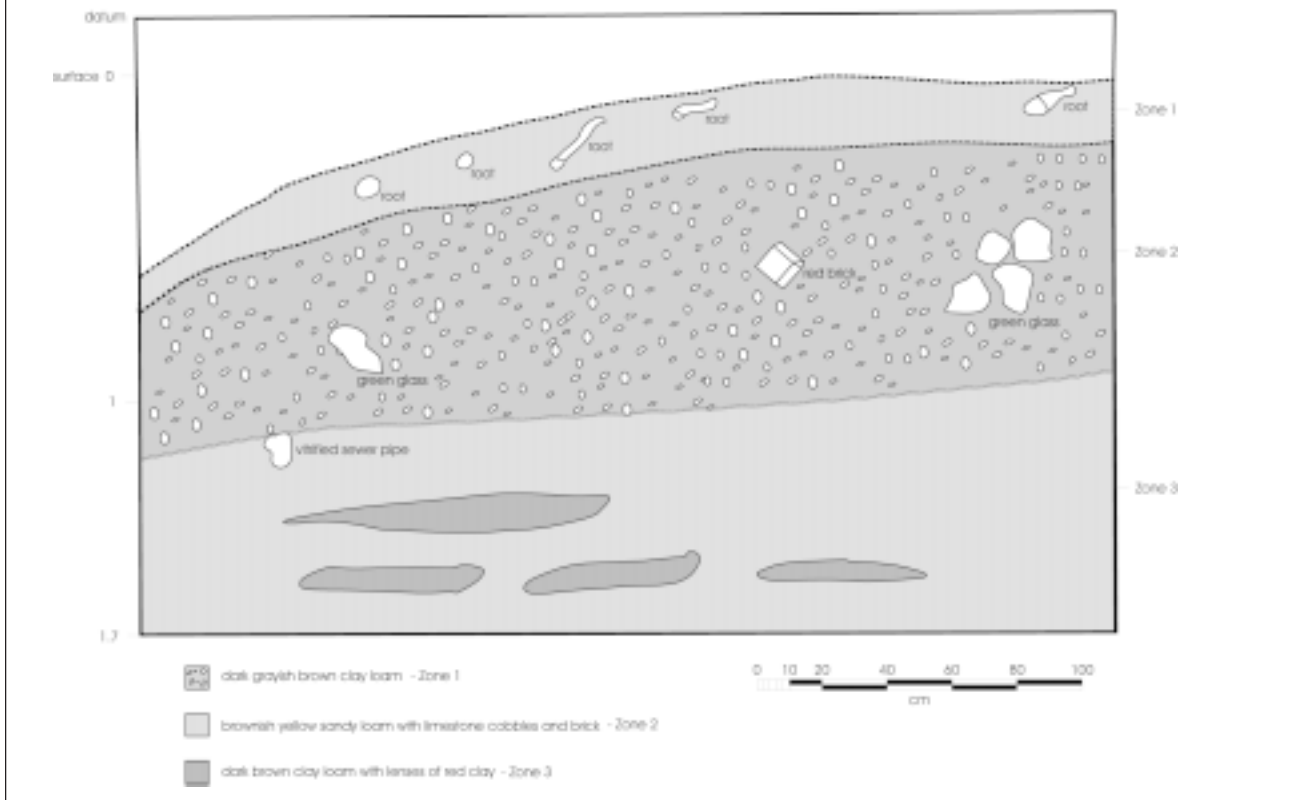 datum
surface 0
Zone 1
root
root
root
root
root
Zone 2
red brick
green glass
green glass
1
vitrified sewer pipe
Zone 3
1.7
dark grayish brown clay loam - Zone 1
0 10 20 40 60 80 100
cm
brownish yellow sandy loam with limestone cobbles and brick - Zone 2
dark brown clay loam with lenses of red clay - Zone 3